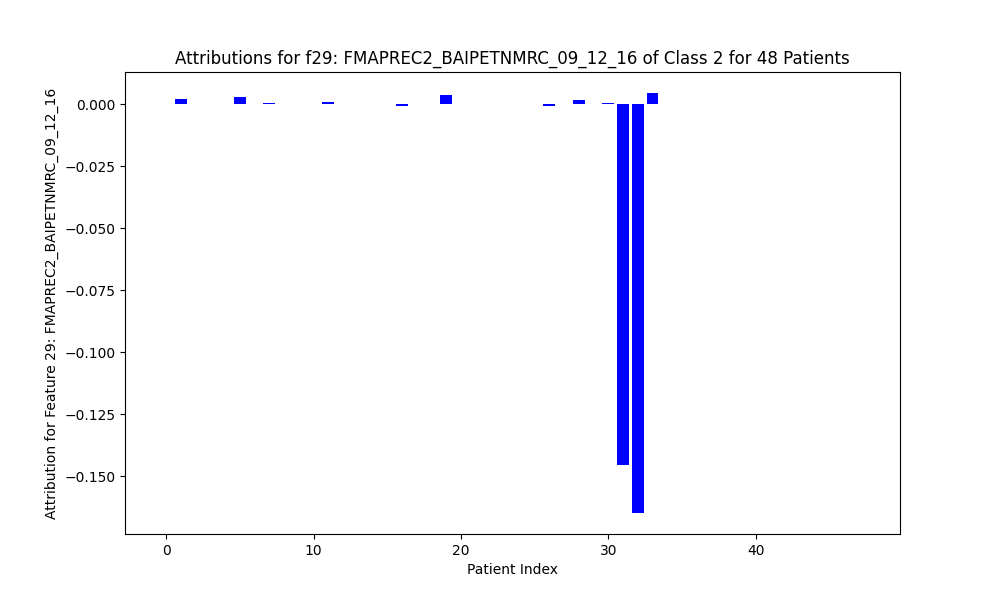 Attributions for f29: FMAPREC2_BAIPETNMRC_09_12_16 of Class 2 for 48 Patients
Attribution for Feature 29: FMAPREC2_BAIPETNMRC_09_12_16
0.000
−0.025
−0.050
−0.075
−0.100
−0.125
−0.150
0 10 20 30 40
Patient Index